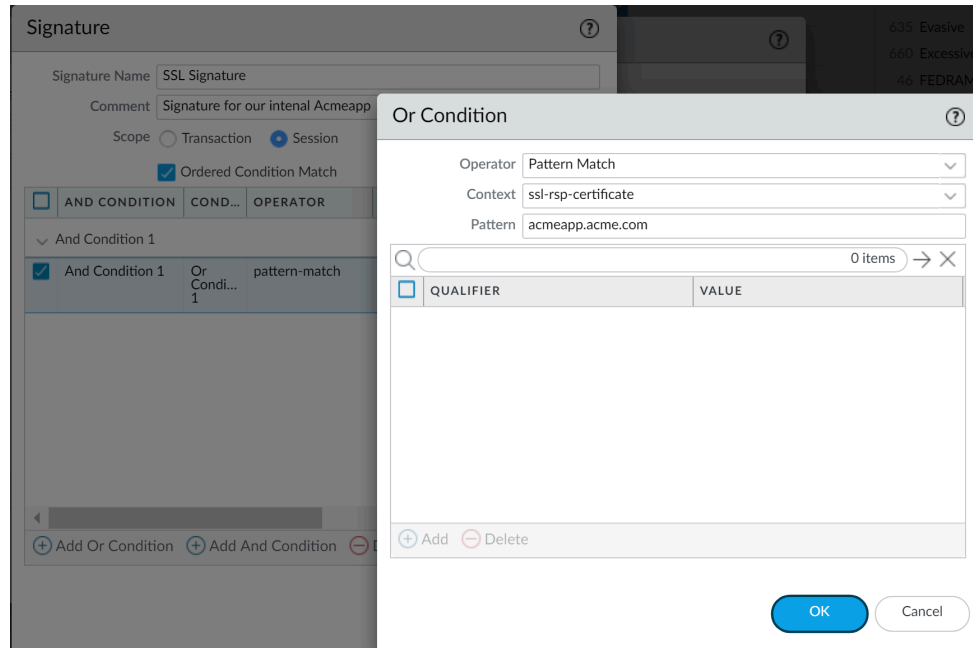 Signature
635 Evasive
660 Excessive
46 FEDRAM
Signature Name SSL Signature
Comment Signature for our intenal Acmeapp
Scope Transaction Session
Ordered Condition Match
AND CONDITION COND... OPERATOR
And Condition 1
And Condition 1 Or Condi... 1 pattern-match
Add Or Condition Add And Condition
Or Condition
Operator Pattern Match
Context ssl-rsp-certificate
Pattern acmeapp.acme.com
0 items
QUALIFIER VALUE
Add Delete
OK Cancel